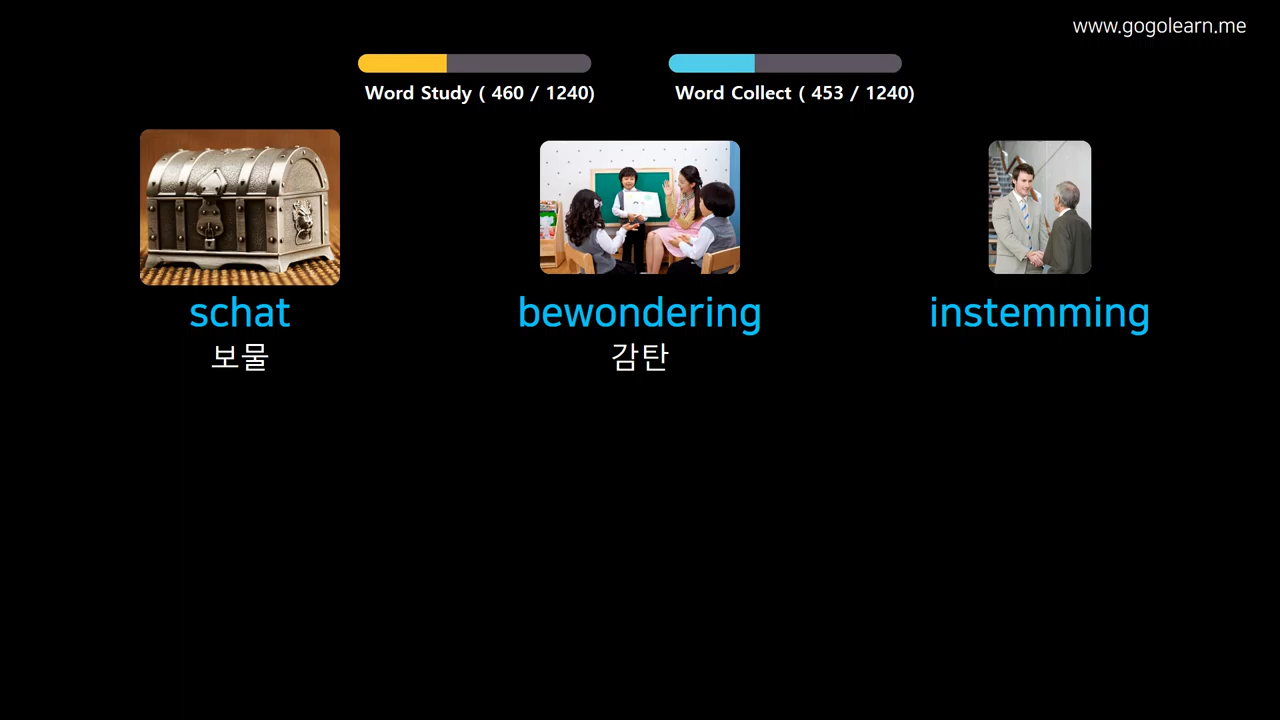 www.gogolearn.me
Word Study ( 460 / 1240)
Word Collect ( 453 / 1240)
schat
bewondering
instemming
보물
감탄